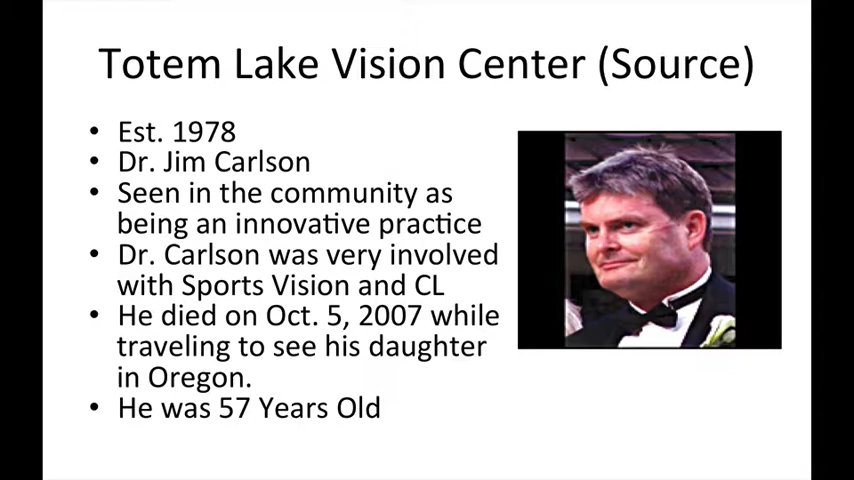 Totem Lake Vision Center (Source)
• Est. 1978
• Dr. Jim Carlson
• Seen in the community as
being an innovative practice
• Dr. Carlson was very involved
with Sports Vision and CL
• He died on Oct. 5, 2007 while
traveling to see his daughter
in Oregon.
• He was 57 Years Old